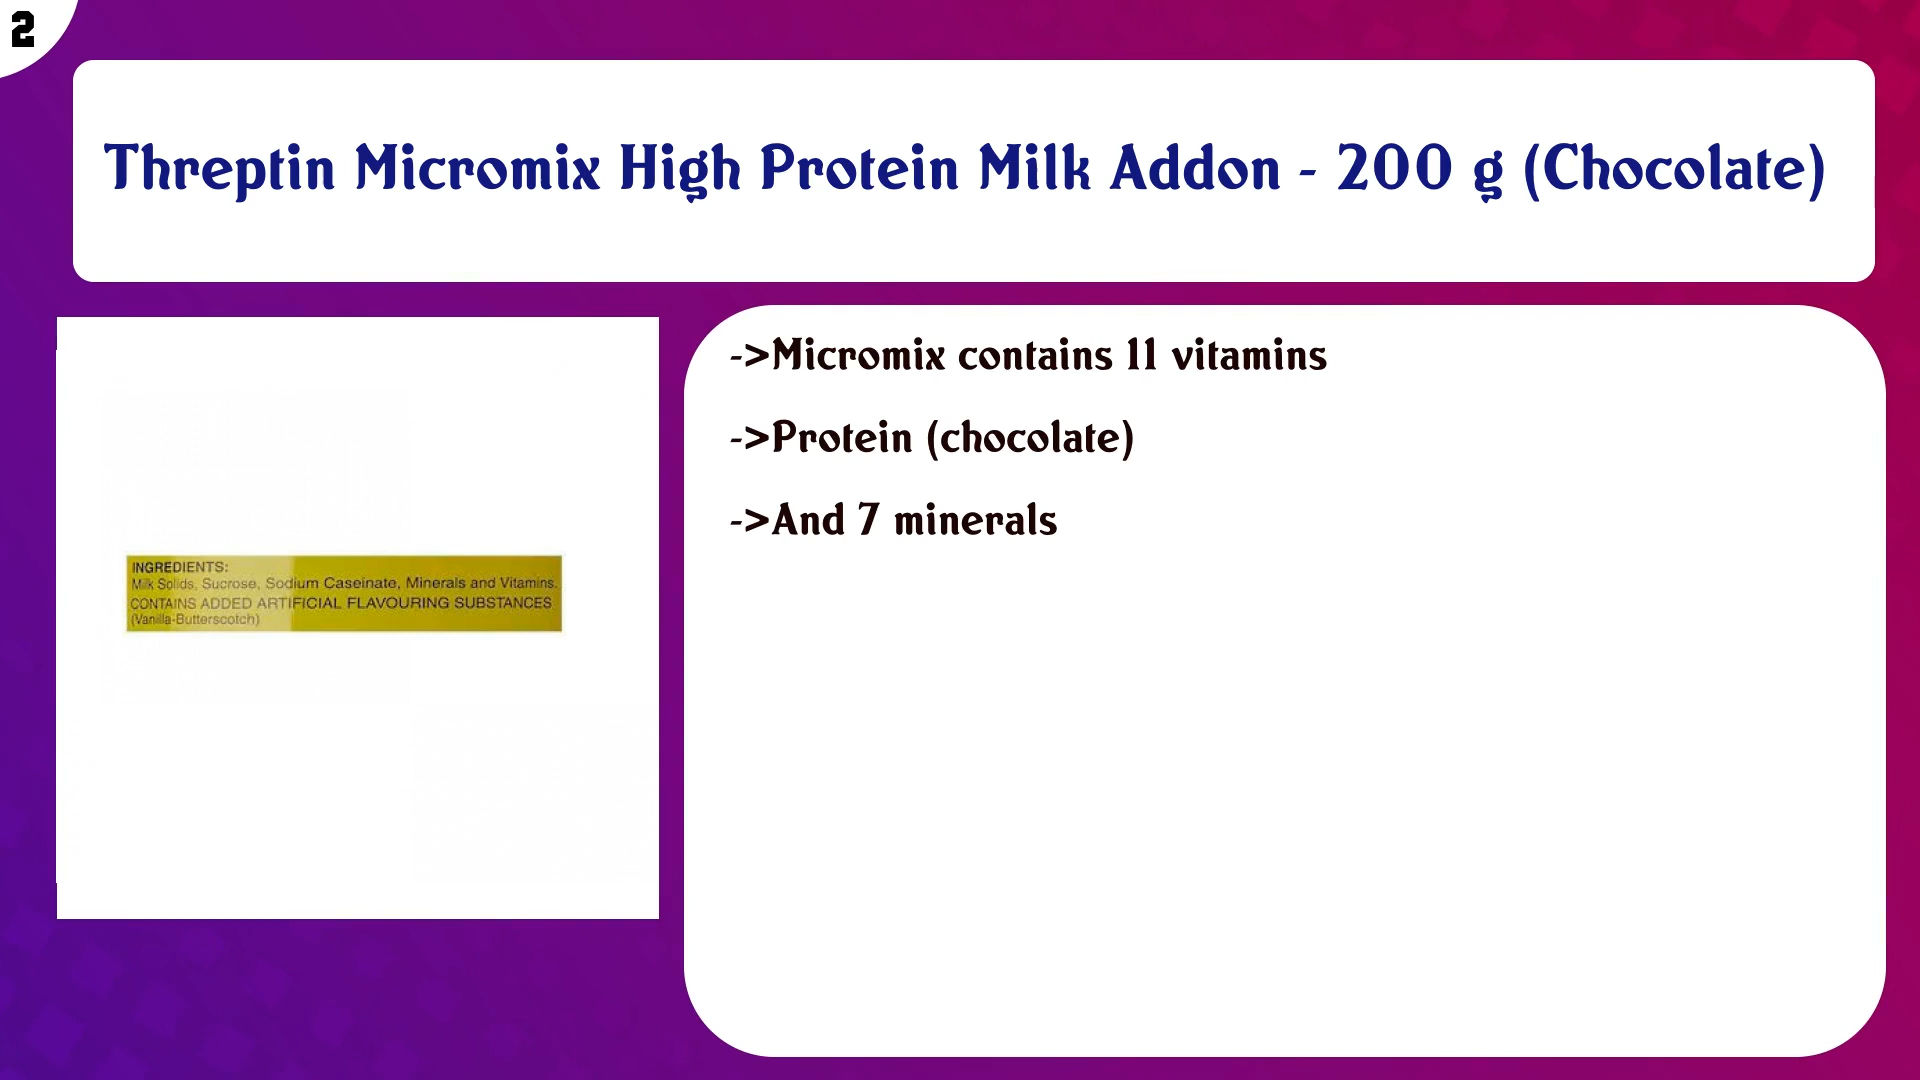 2
Threptin Micromix High Protein Milk Addon - 200 g (Chocolate)
->Micromix contains 11 vitamins
->Protein (chocolate)
->And 7 minerals
INGREDIENTS:
Milk Solids, Sucrose, Sodium Caseinate, Minerals and Vitamins.
CONTAINS ADDED ARTIFICIAL FLAVOURING SUBSTANCES
(Vanilla-Butterscotch)